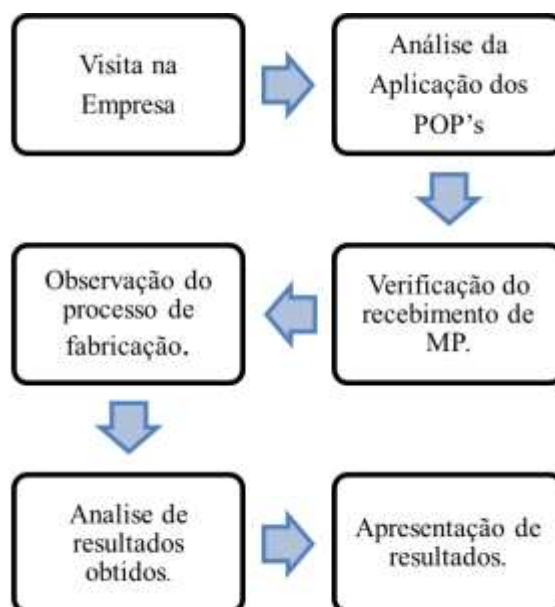 Visita na
Empresa
Análise da
Aplicação dos
POP's
Verificação do
recebimento de
MP.
Observação do
processo de
fabricação.
Analise de
resultados
obtidos.
Apresentação de
resultados.